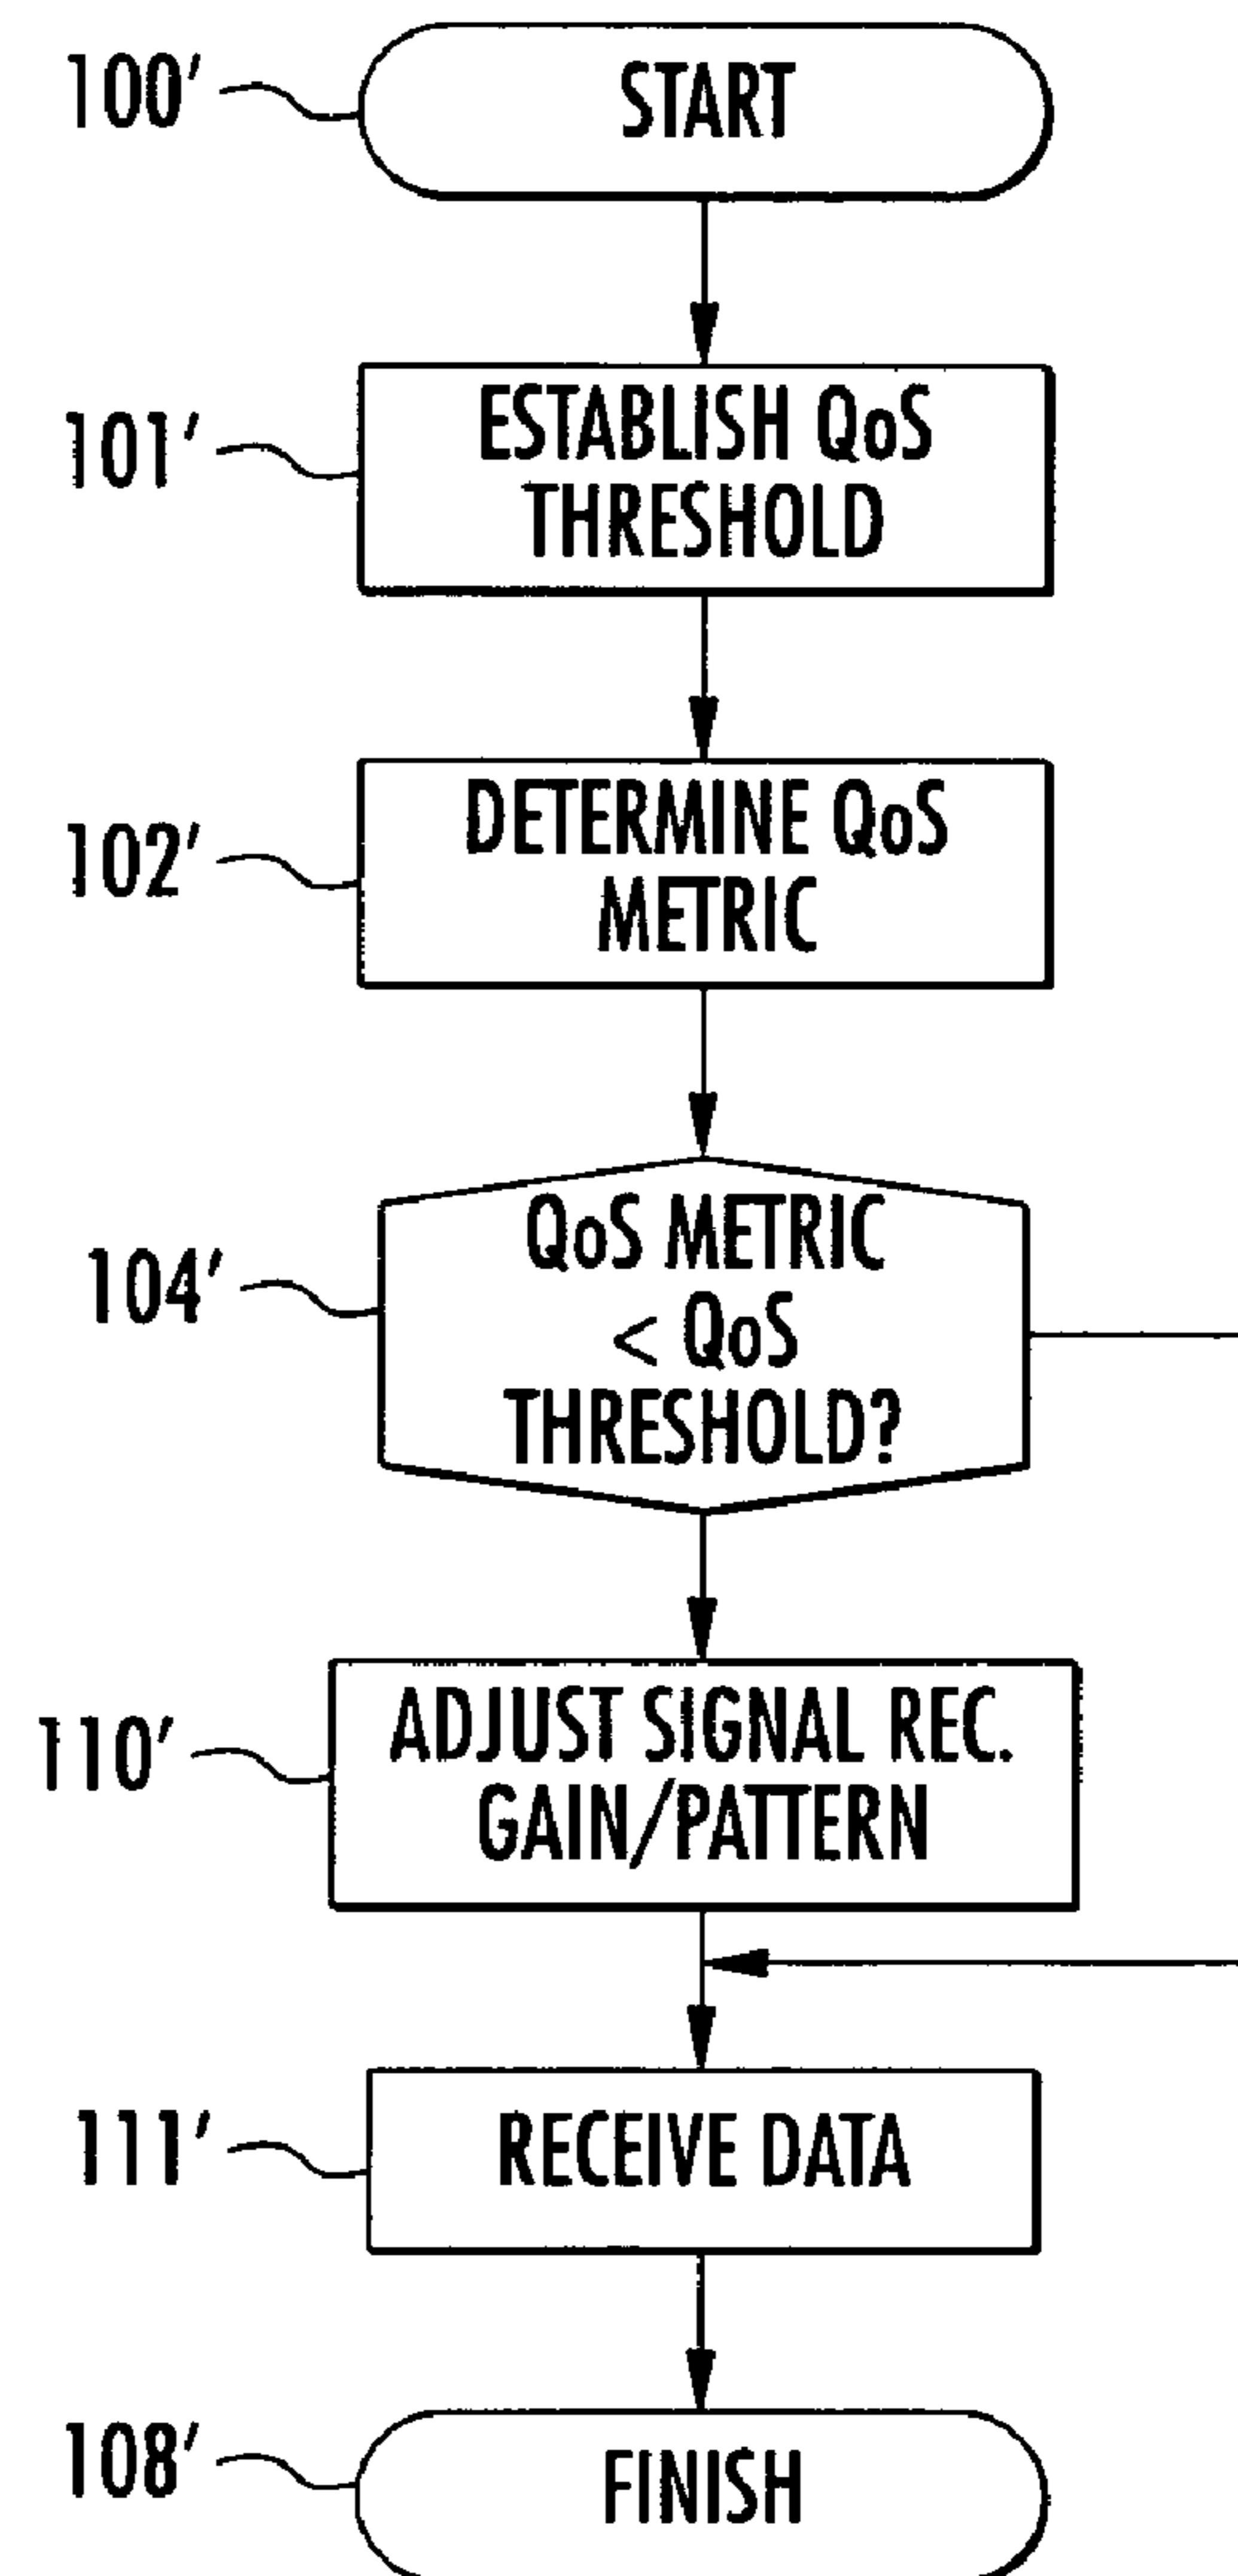 100′
START
101′
ESTABLISH QoS
THRESHOLD
102′
DETERMINE QoS
METRIC
104′
QoS METRIC
< QoS
THRESHOLD?
110′
ADJUST SIGNAL REC.
GAIN/PATTERN
111′
RECEIVE DATA
108′
FINISH